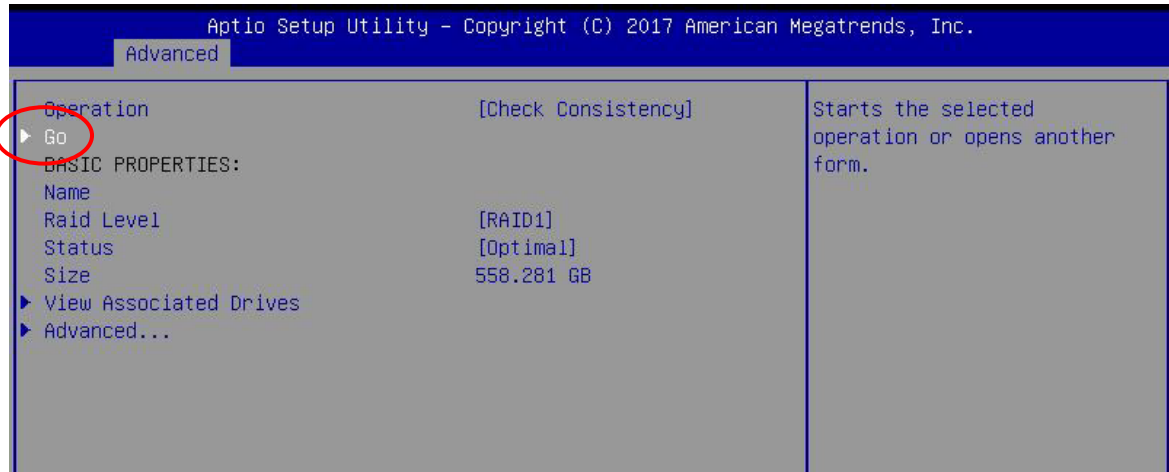 Aptio Setup Utility – Copyright (C) 2017 American Megatrends, Inc.
Advanced
Operation [Check Consistency]
Go
BASIC PROPERTIES:
Name
Raid Level [RAID1]
Status [Optimal]
Size 558.281 GB
View Associated Drives
Advanced...
Starts the selected
operation or opens another
form.